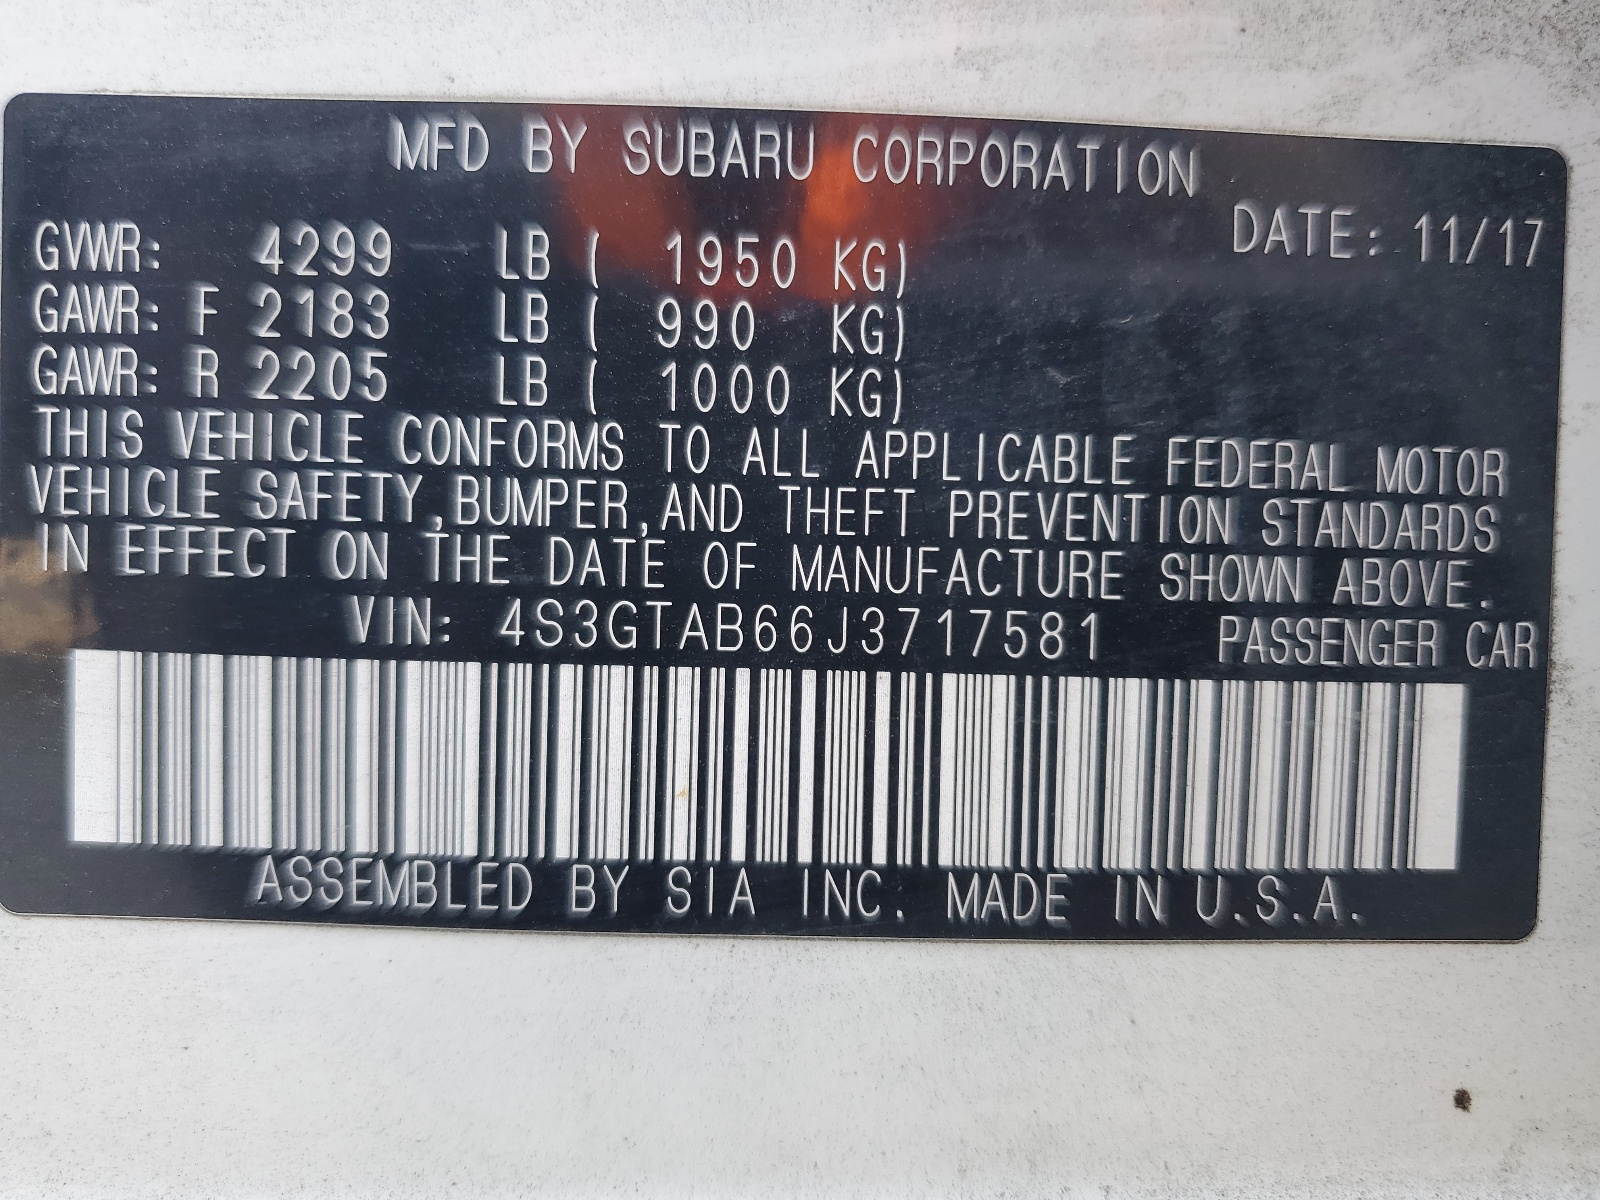 MFD BY SUBARU CORPORATION
DATE: 11/17
GVWR: 4299 LB ( 1950 KG)
GAWR: F 2183 LB ( 990 KG)
GAWR: R 2205 LB ( 1000 KG)
THIS VEHICLE CONFORMS TO ALL APPLICABLE FEDERAL MOTOR
VEHICLE SAFETY,BUMPER,AND THEFT PREVENTION STANDARDS
IN EFFECT ON THE DATE OF MANUFACTURE SHOWN ABOVE.
VIN: 4S3GTAB66J3717581 PASSENGER CAR
ASSEMBLED BY SIA INC. MADE IN U.S.A.